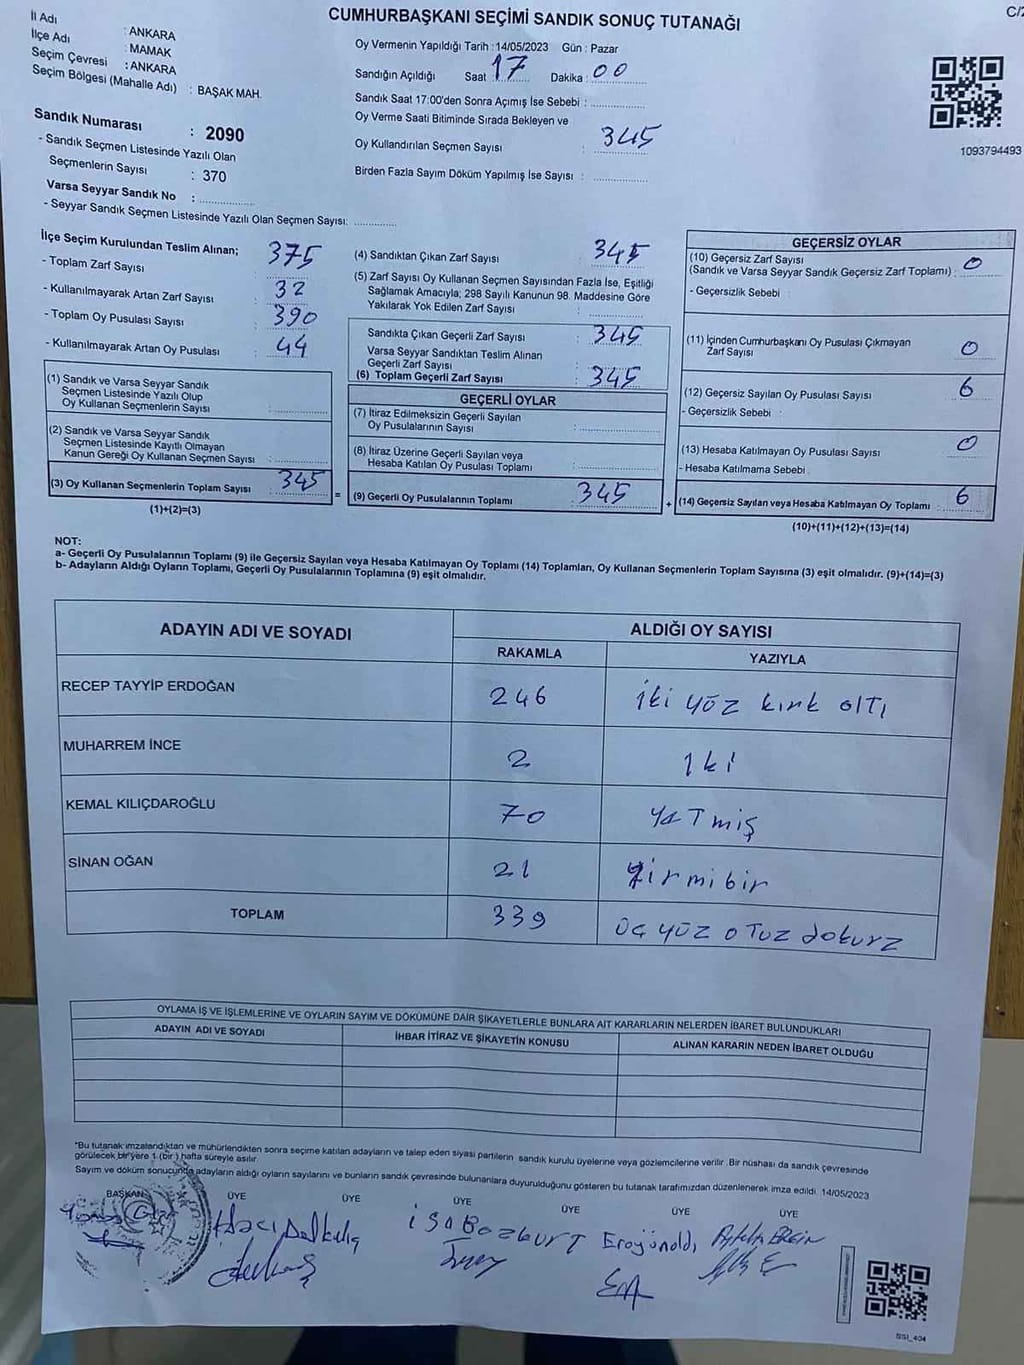 CUMHURBAŞKANI SEÇİMİ SANDIK SONUÇ TUTANAĞI
C/2
İl Adı : ANKARA
İlçe Adı : MAMAK
Seçim Çevresi : ANKARA
Seçim Bölgesi (Mahalle Adı) : BAŞAK MAH.
Sandık Numarası : 2090
- Sandık Seçmen Listesinde Yazılı Olan
Seçmenlerin Sayısı : 370
Varsa Seyyar Sandık No :
- Seyyar Sandık Seçmen Listesinde Yazılı Olan Seçmen Sayısı:
Oy Vermenin Yapıldığı Tarih : 14/05/2023 Gün : Pazar
Sandığın Açıldığı Saat 17 Dakika : 00
Sandık Saat 17:00'den Sonra Açımış İse Sebebi :
Oy Verme Saati Bitiminde Sırada Bekleyen ve
Oy Kullandırılan Seçmen Sayısı : 345
Birden Fazla Sayım Döküm Yapılmış İse Sayısı :
1093794493
İlçe Seçim Kurulundan Teslim Alınan;
- Toplam Zarf Sayısı : 375
- Kullanılmayarak Artan Zarf Sayısı : 32
- Toplam Oy Pusulası Sayısı : 390
- Kullanılmayarak Artan Oy Pusulası : 44
(1) Sandık ve Varsa Seyyar Sandık
Seçmen Listesinde Yazılı Olup
Oy Kullanan Seçmenlerin Sayısı :
(2) Sandık ve Varsa Seyyar Sandık
Seçmen Listesinde Kayıtlı Olmayan
Kanun Gereği Oy Kullanan Seçmen Sayısı :
(3) Oy Kullanan Seçmenlerin Toplam Sayısı : 345
(1)+(2)=(3)
(4) Sandıktan Çıkan Zarf Sayısı : 345
(5) Zarf Sayısı Oy Kullanan Seçmen Sayısından Fazla İse, Eşitliği
Sağlamak Amacıyla; 298 Sayılı Kanunun 98. Maddesine Göre
Yakılarak Yok Edilen Zarf Sayısı :
Sandıkta Çıkan Geçerli Zarf Sayısı : 345
Varsa Seyyar Sandıktan Teslim Alınan
Geçerli Zarf Sayısı :
(6) Toplam Geçerli Zarf Sayısı : 345
GEÇERLİ OYLAR
(7) İtiraz Edilmeksizin Geçerli Sayılan
Oy Pusulalarının Sayısı :
(8) İtiraz Üzerine Geçerli Sayılan veya
Hesaba Katılan Oy Pusulası Toplamı :
= (9) Geçerli Oy Pusulalarının Toplamı : 345
GEÇERSİZ OYLAR
(10) Geçersiz Zarf Sayısı
(Sandık ve Varsa Seyyar Sandık Geçersiz Zarf Toplamı) : 0
- Geçersizlik Sebebi :
(11) İçinden Cumhurbaşkanı Oy Pusulası Çıkmayan
Zarf Sayısı : 0
(12) Geçersiz Sayılan Oy Pusulası Sayısı : 6
- Geçersizlik Sebebi :
(13) Hesaba Katılmayan Oy Pusulası Sayısı : 0
- Hesaba Katılmama Sebebi :
+ (14) Geçersiz Sayılan veya Hesaba Katılmayan Oy Toplamı : 6
(10)+(11)+(12)+(13)=(14)
NOT:
a- Geçerli Oy Pusulalarının Toplamı (9) ile Geçersiz Sayılan veya Hesaba Katılmayan Oy Toplamı (14) Toplamları, Oy Kullanan Seçmenlerin Toplam Sayısına (3) eşit olmalıdır. (9)+(14)=(3)
b- Adayların Aldığı Oyların Toplamı, Geçerli Oy Pusulalarının Toplamına (9) eşit olmalıdır.
ADAYIN ADI VE SOYADI
ALDIĞI OY SAYISI
RAKAMLA YAZIYLA
RECEP TAYYİP ERDOĞAN 246 iki yüz kırk altı
MUHARREM İNCE 2 iki
KEMAL KILIÇDAROĞLU 70 yetmiş
SİNAN OĞAN 21 yirmibir
TOPLAM 339 üç yüz otuz dokuz
OYLAMA İŞ VE İŞLEMLERİNE VE OYLARIN SAYIM VE DÖKÜMÜNE DAİR ŞİKAYETLERLE BUNLARA AİT KARARLARIN NELERDEN İBARET BULUNDUKLARI
ADAYIN ADI VE SOYADI İHBAR İTİRAZ VE ŞİKAYETİN KONUSU ALINAN KARARIN NEDEN İBARET OLDUĞU
*Bu tutanak imzalandıktan ve mühürlendikten sonra seçime katılan adayların ve talep eden siyasi partilerin sandık kurulu üyelerine veya gözlemcilerine verilir. Bir nüshası da sandık çevresinde
görülecek bir yere 1 (bir) hafta süreyle asılır.
Sayım ve döküm sonucunda adayların aldığı oyların sayılarını ve bunların sandık çevresinde bulunanlara duyurulduğunu gösteren bu tutanak tarafımızdan düzenlenerek imza edildi. 14/05/2023
BAŞKAN ÜYE ÜYE ÜYE ÜYE ÜYE ÜYE
Hacı Dalkılıç İSA Bozkurt Erol Ünaldı
SSI_404